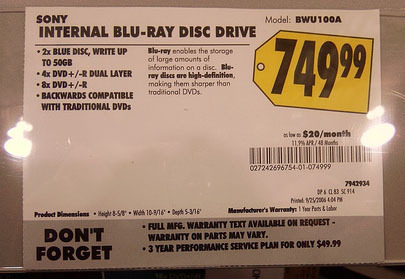 SONY Model: BWU100A
INTERNAL BLU-RAY DISC DRIVE
• 2x BLUE DISC, WRITE UP
TO 50GB
• 4x DVD+/-R DUAL LAYER
• 8x DVD+/-R
• BACKWARDS COMPATIBLE
WITH TRADITIONAL DVDs
Blu-ray enables the storage
of large amounts of
information on a disc. Blu-
ray discs are high-definition,
making them sharper than
traditional DVDs.
749.99
as low as $20/month
11.9% APR / 48 Months
027242696754-01-074999
7942934
DP 6 CL 83 SC 914
Printed: 9/25/2006 4:04 PM
Product Dimensions • Height 8-5/8" • Width 10-9/16" • Depth 5-3/16"
Manufacturer's Warranty: 1 Year Parts & Labor
DON'T
FORGET
• FULL MFG. WARRANTY TEXT AVAILABLE ON REQUEST -
WARRANTY ON PARTS MAY VARY.
• 3 YEAR PERFORMANCE SERVICE PLAN FOR ONLY $49.99